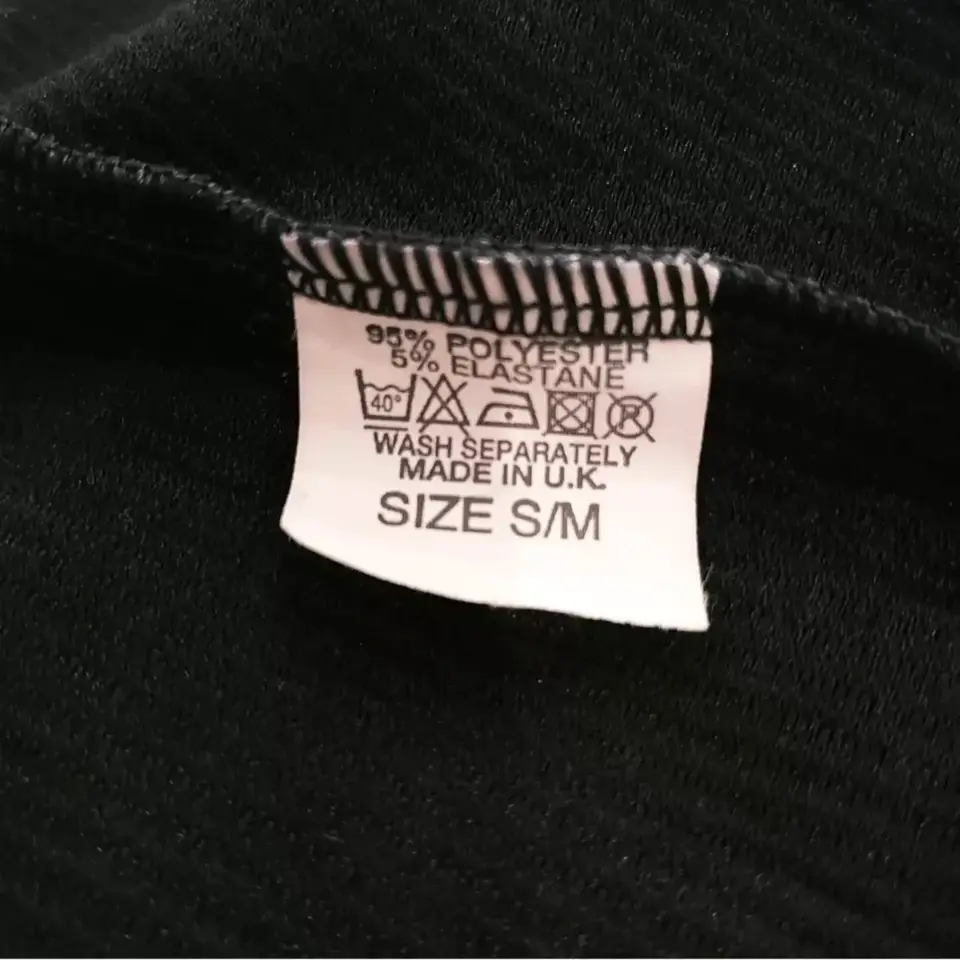 95% POLYESTER
5% ELASTANE
40° P
WASH SEPARATELY
MADE IN U.K.
SIZE S/M